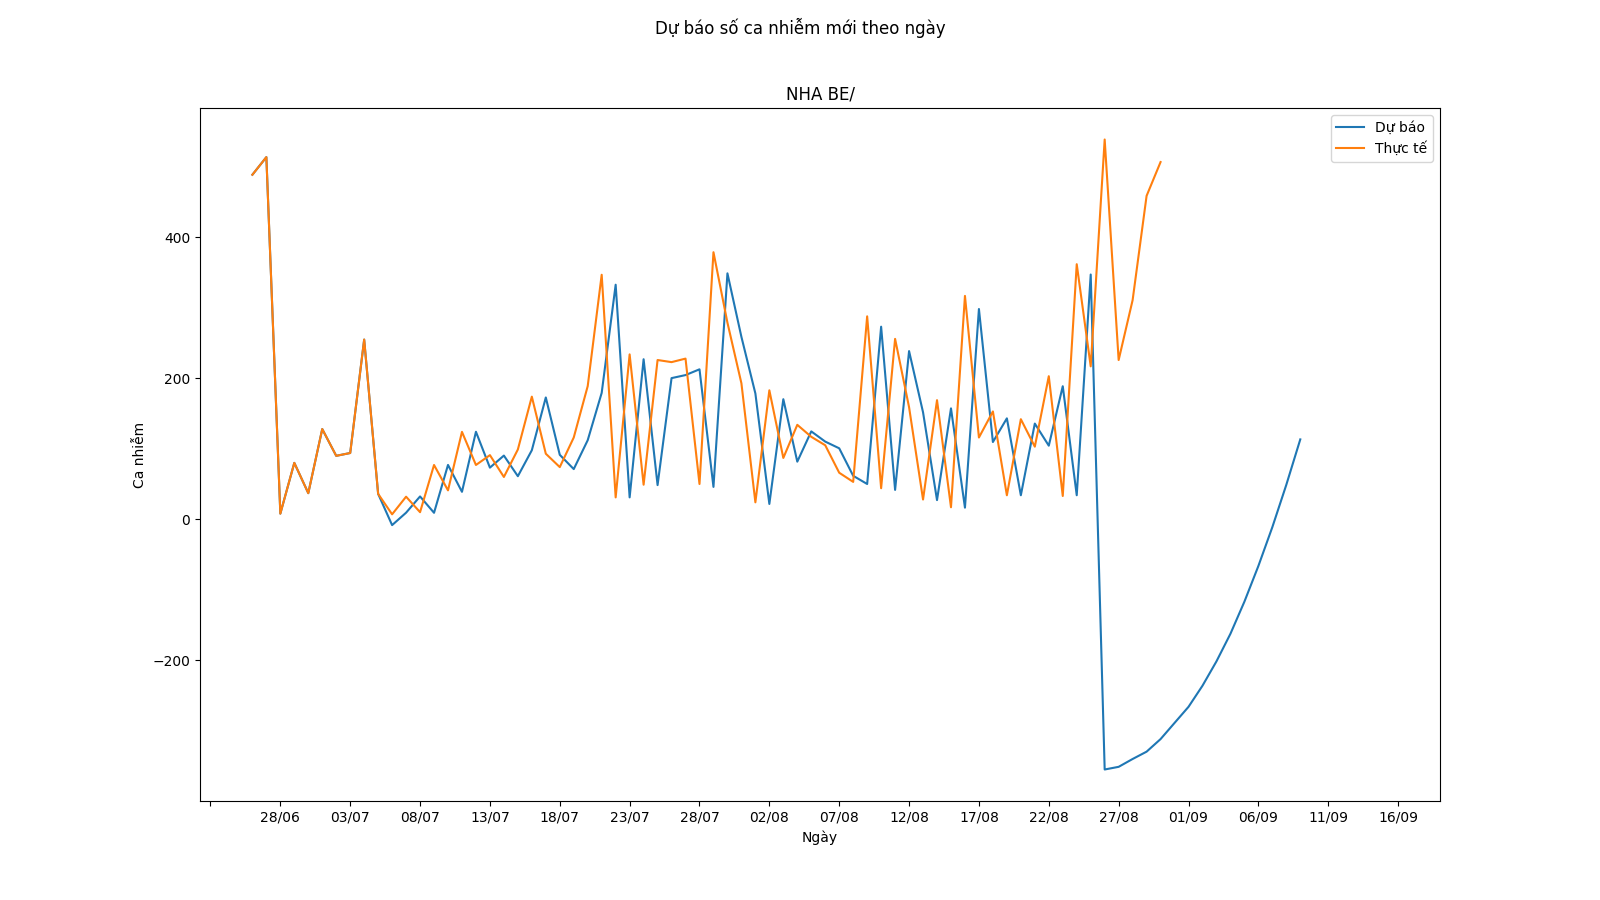 Dự báo số ca nhiễm mới theo ngày
NHA BE/
Dự báo
Thực tế
400
200
0
−200
Ca nhiễm
28/06 03/07 08/07 13/07 18/07 23/07 28/07 02/08 07/08 12/08 17/08 22/08 27/08 01/09 06/09 11/09 16/09
Ngày